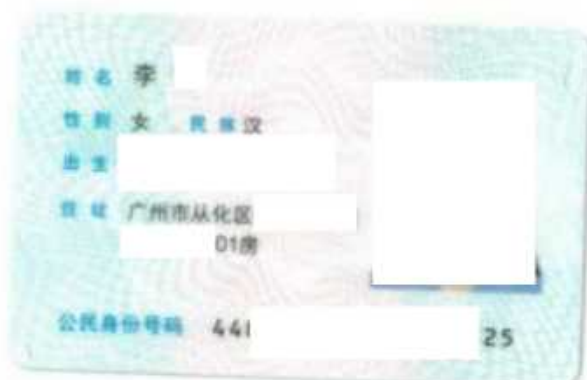 姓名 李
性别 女 民族 汉
出生
住址 广州市从化区
01房
公民身份号码 441 25